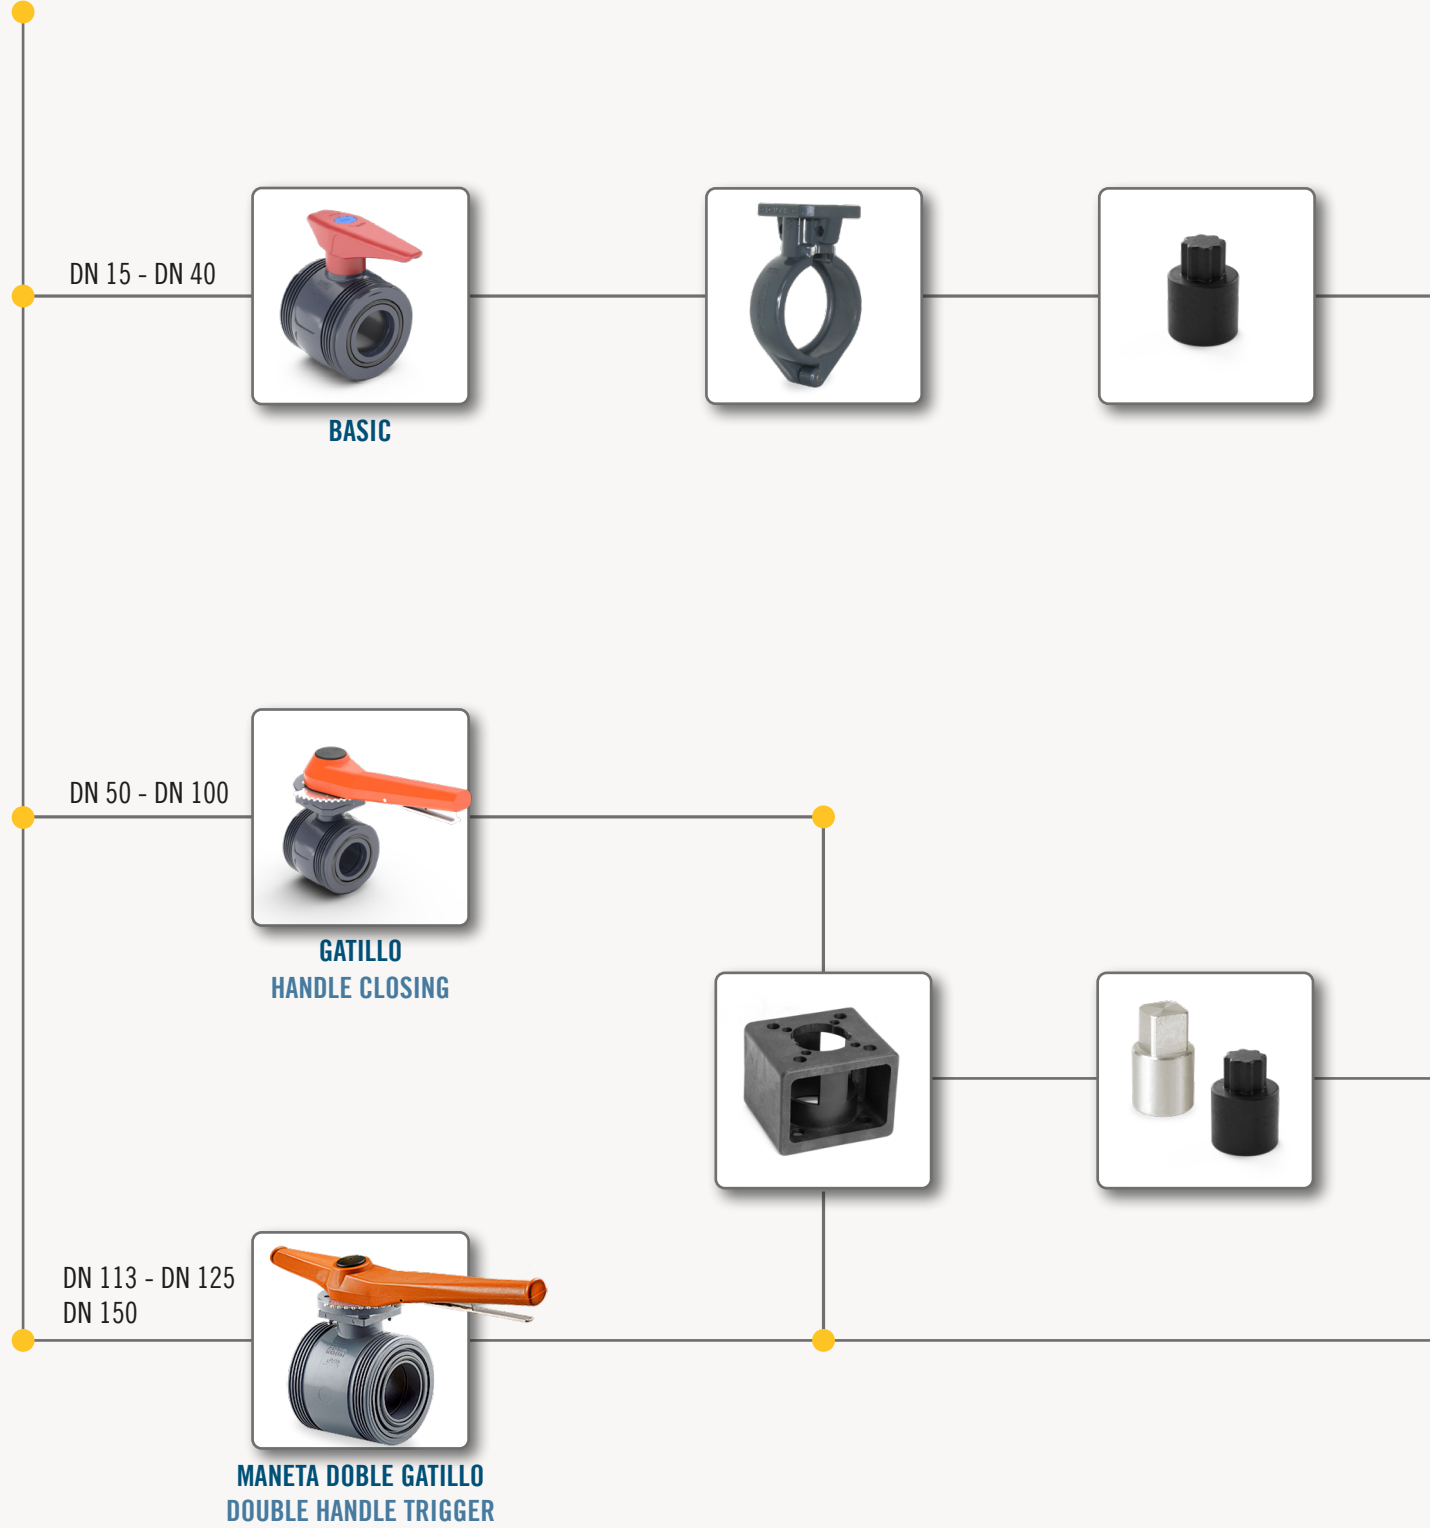 DN 15 - DN 40
BASIC
DN 50 - DN 100
GATILLO
HANDLE CLOSING
DN 113 - DN 125
DN 150
MANETA DOBLE GATILLO
DOUBLE HANDLE TRIGGER